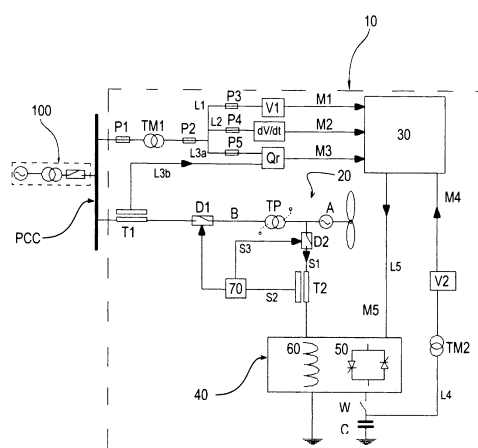 10
100
P3
L1
V1
M1
P1
TM1
P2
L2
P4
dV/dt
M2
30
P5
L3a
Qr
M3
L3b
20
M4
PCC
T1
D1
B
TP
A
D2
S3
S1
L5
70
S2
T2
V2
M5
60
50
TM2
40
W
L4
C